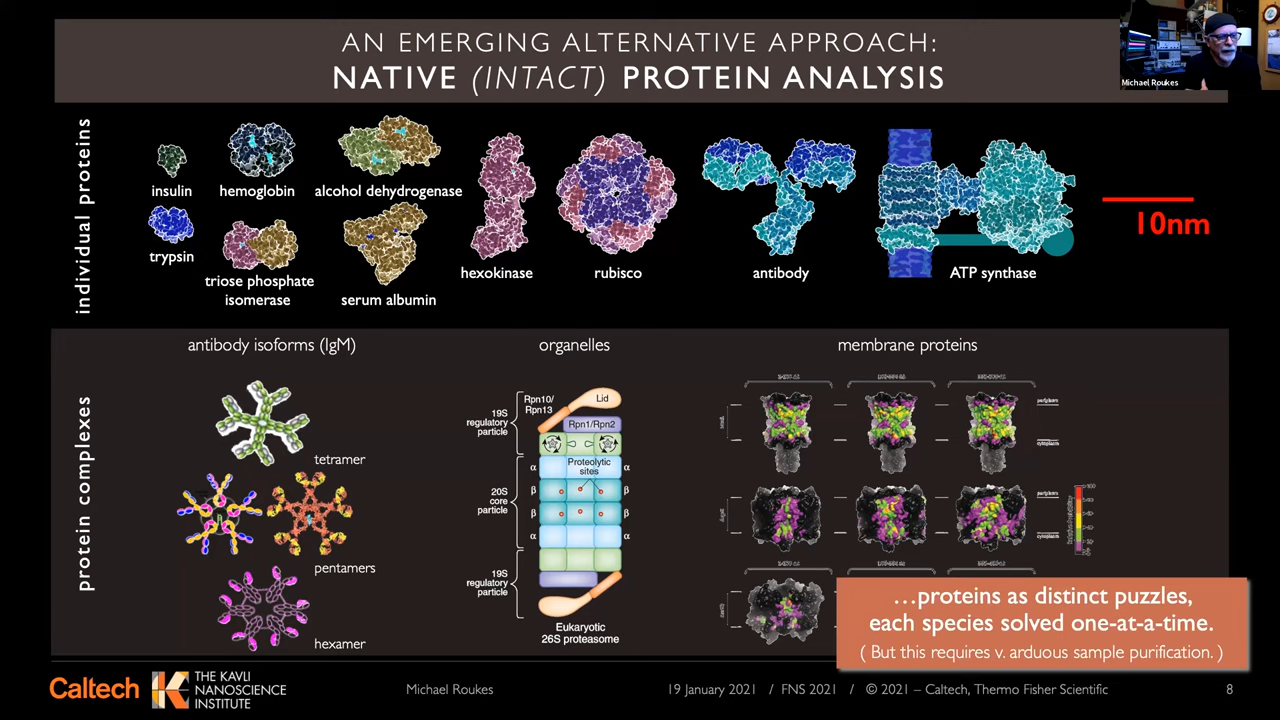 AN EMERGING ALTERNATIVE APPROACH:
NATIVE (INTACT) PROTEIN ANALYSIS
Michael Roukes
individual proteins
insulin
hemoglobin
alcohol dehydrogenase
trypsin
triose phosphate
isomerase
serum albumin
hexokinase
rubisco
antibody
ATP synthase
10nm
protein complexes
antibody isoforms (IgM)
tetramer
pentamers
hexamer
organelles
Rpn10/
Rpn13
Lid
19S
regulatory
particle
Rpn1/Rpn2
Proteolytic
sites
α
α
β
β
20S
core
particle
β
β
α
α
19S
regulatory
particle
Eukaryotic
26S proteasome
membrane proteins
…proteins as distinct puzzles,
each species solved one-at-a-time.
( But this requires v. arduous sample purification. )
Caltech
THE KAVLI
NANOSCIENCE
INSTITUTE
Michael Roukes
19 January 2021 / FNS 2021 / © 2021 – Caltech, Thermo Fisher Scientific
8